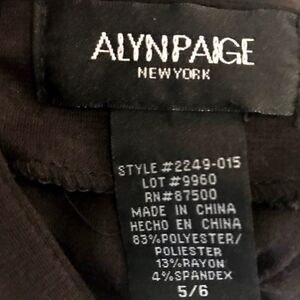 ALYNPAIGE
NEWYORK
STYLE #2249-015
LOT #9960
RN#87500
MADE IN CHINA
HECHO EN CHINA
83%POLYESTER/
POLIESTER
13%RAYON
4%SPANDEX
5/6